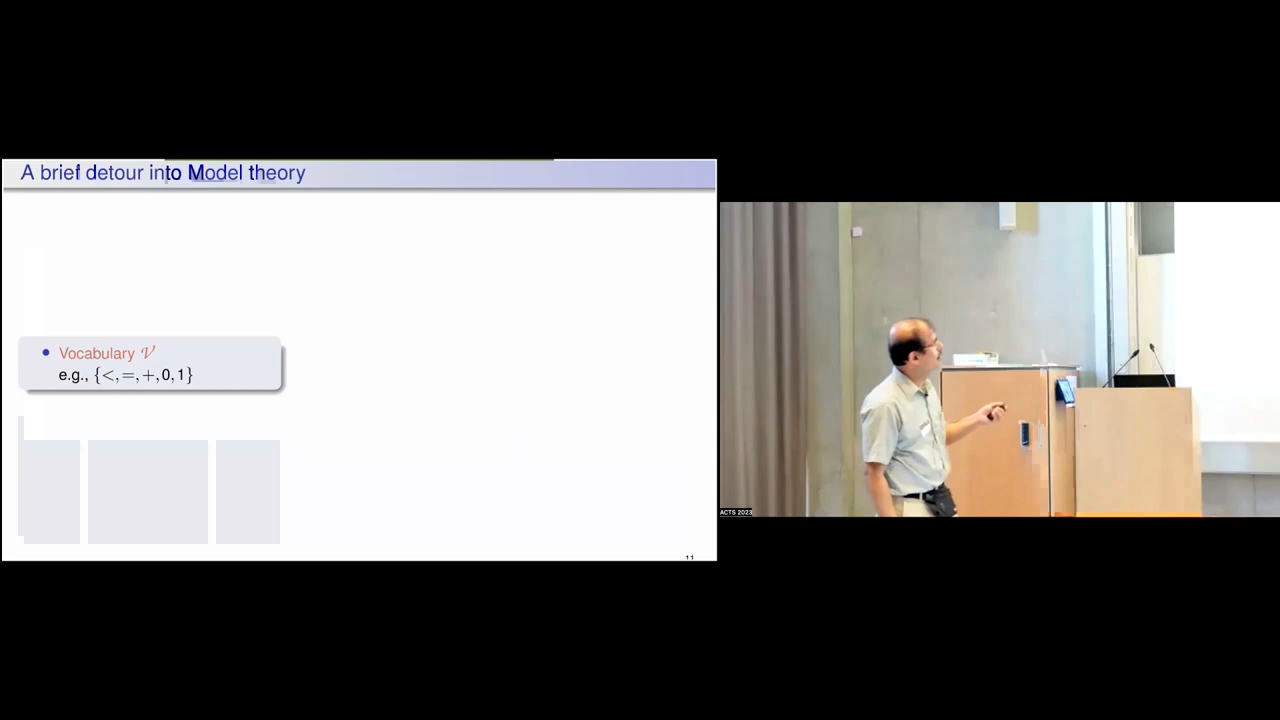 A brief detour into Model theory
• Vocabulary 𝒱
e.g., {<, =, +, 0, 1}
11
ACTS 2023